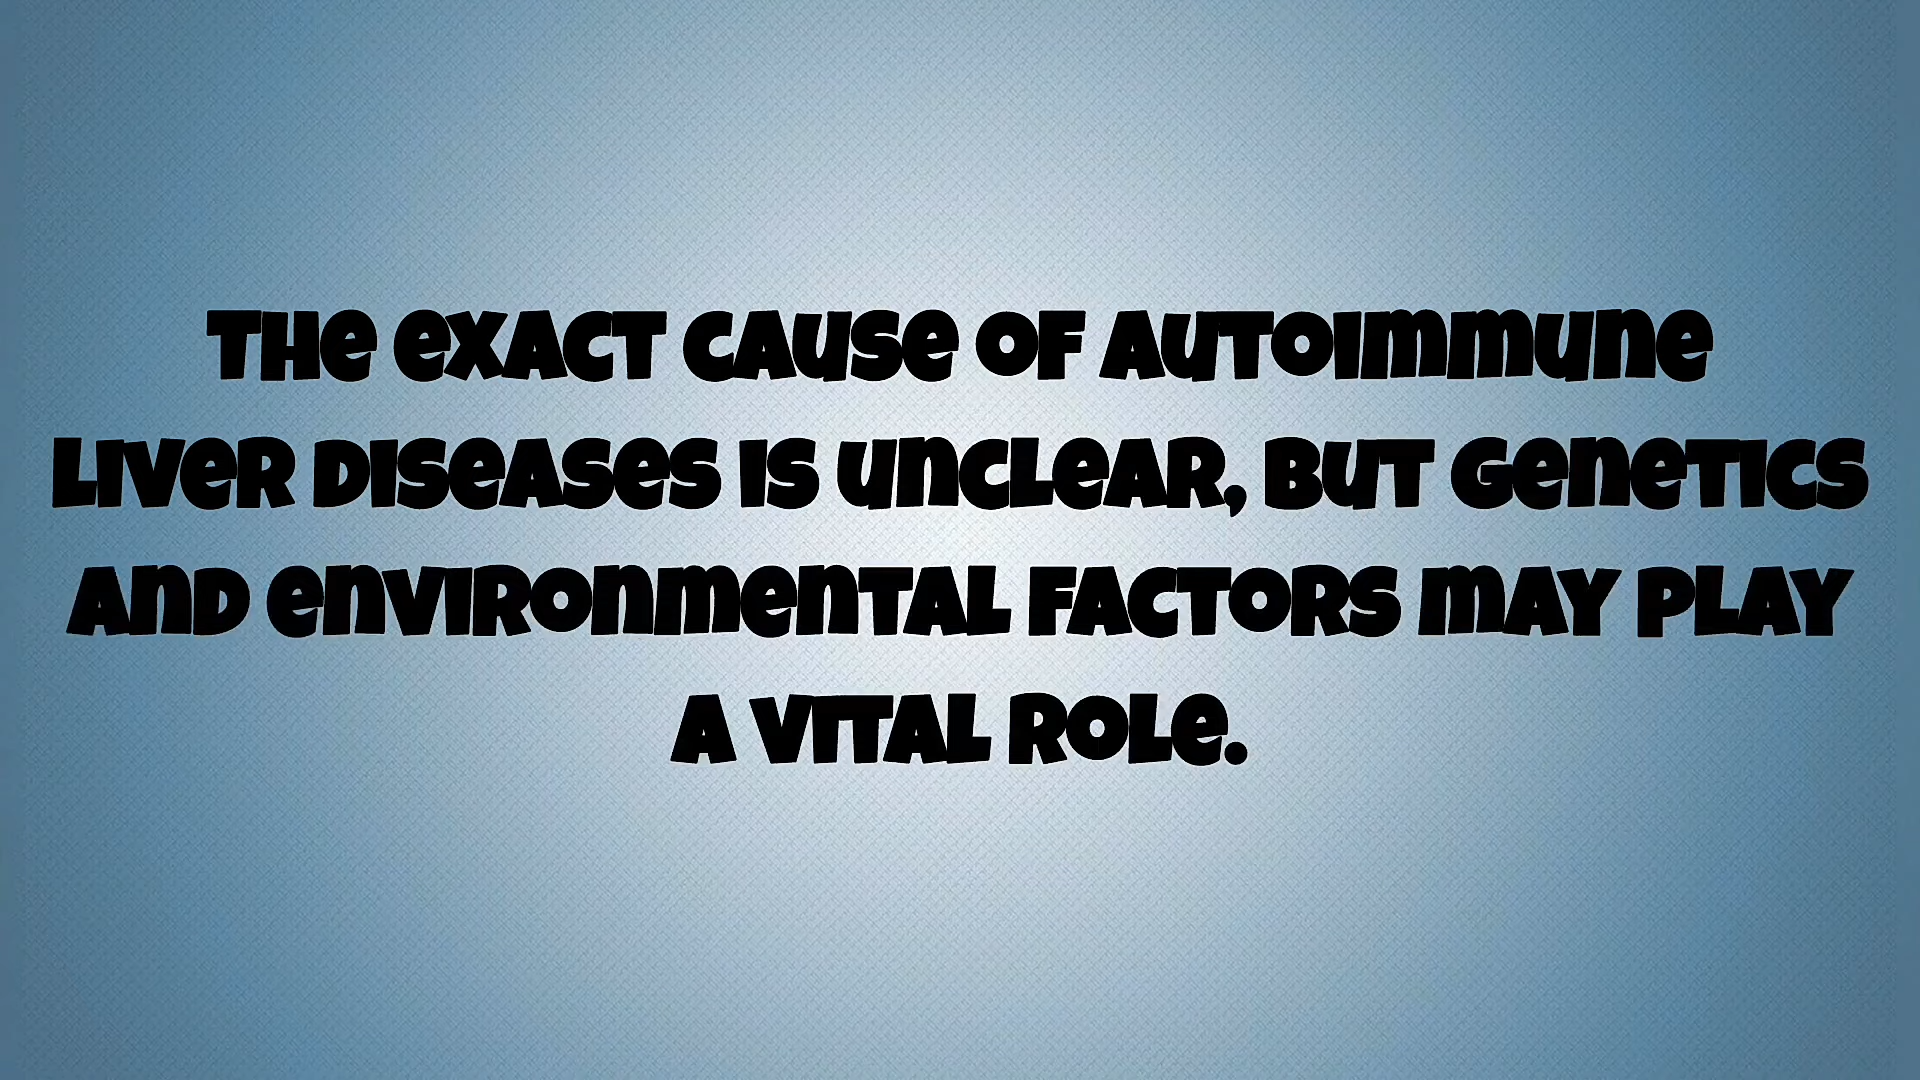 The exact cause of autoimmune
liver diseases is unclear, but genetics
and environmental factors may play
a vital role.